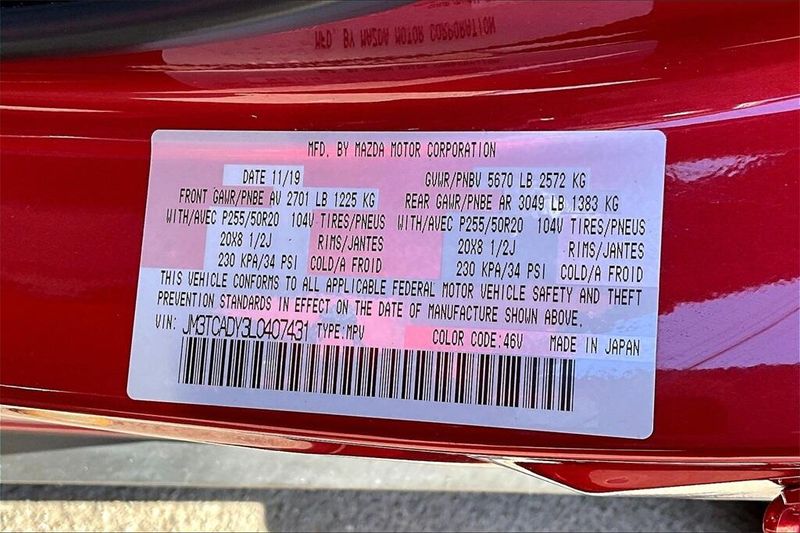 MFD. BY MAZDA MOTOR CORPORATION
MFD. BY MAZDA MOTOR CORPORATION
DATE 11/19 GVWR/PNBV 5670 LB 2572 KG
FRONT GAWR/PNBE AV 2701 LB 1225 KG REAR GAWR/PNBE AR 3049 LB 1383 KG
WITH/AVEC P255/50R20 104V TIRES/PNEUS WITH/AVEC P255/50R20 104V TIRES/PNEUS
20X8 1/2J RIMS/JANTES 20X8 1/2J RIMS/JANTES
230 KPA/34 PSI COLD/A FROID 230 KPA/34 PSI COLD/A FROID
THIS VEHICLE CONFORMS TO ALL APPLICABLE FEDERAL MOTOR VEHICLE SAFETY AND THEFT
PREVENTION STANDARDS IN EFFECT ON THE DATE OF MANUFACTURE SHOWN ABOVE.
VIN: JM3TCADY3L0407431 TYPE:MPV COLOR CODE:46V MADE IN JAPAN